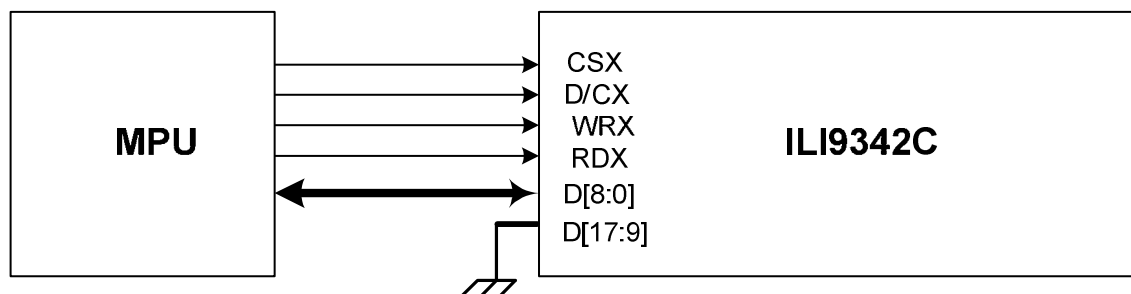 MPU
CSX
D/CX
WRX
RDX
D[8:0]
D[17:9]
ILI9342C